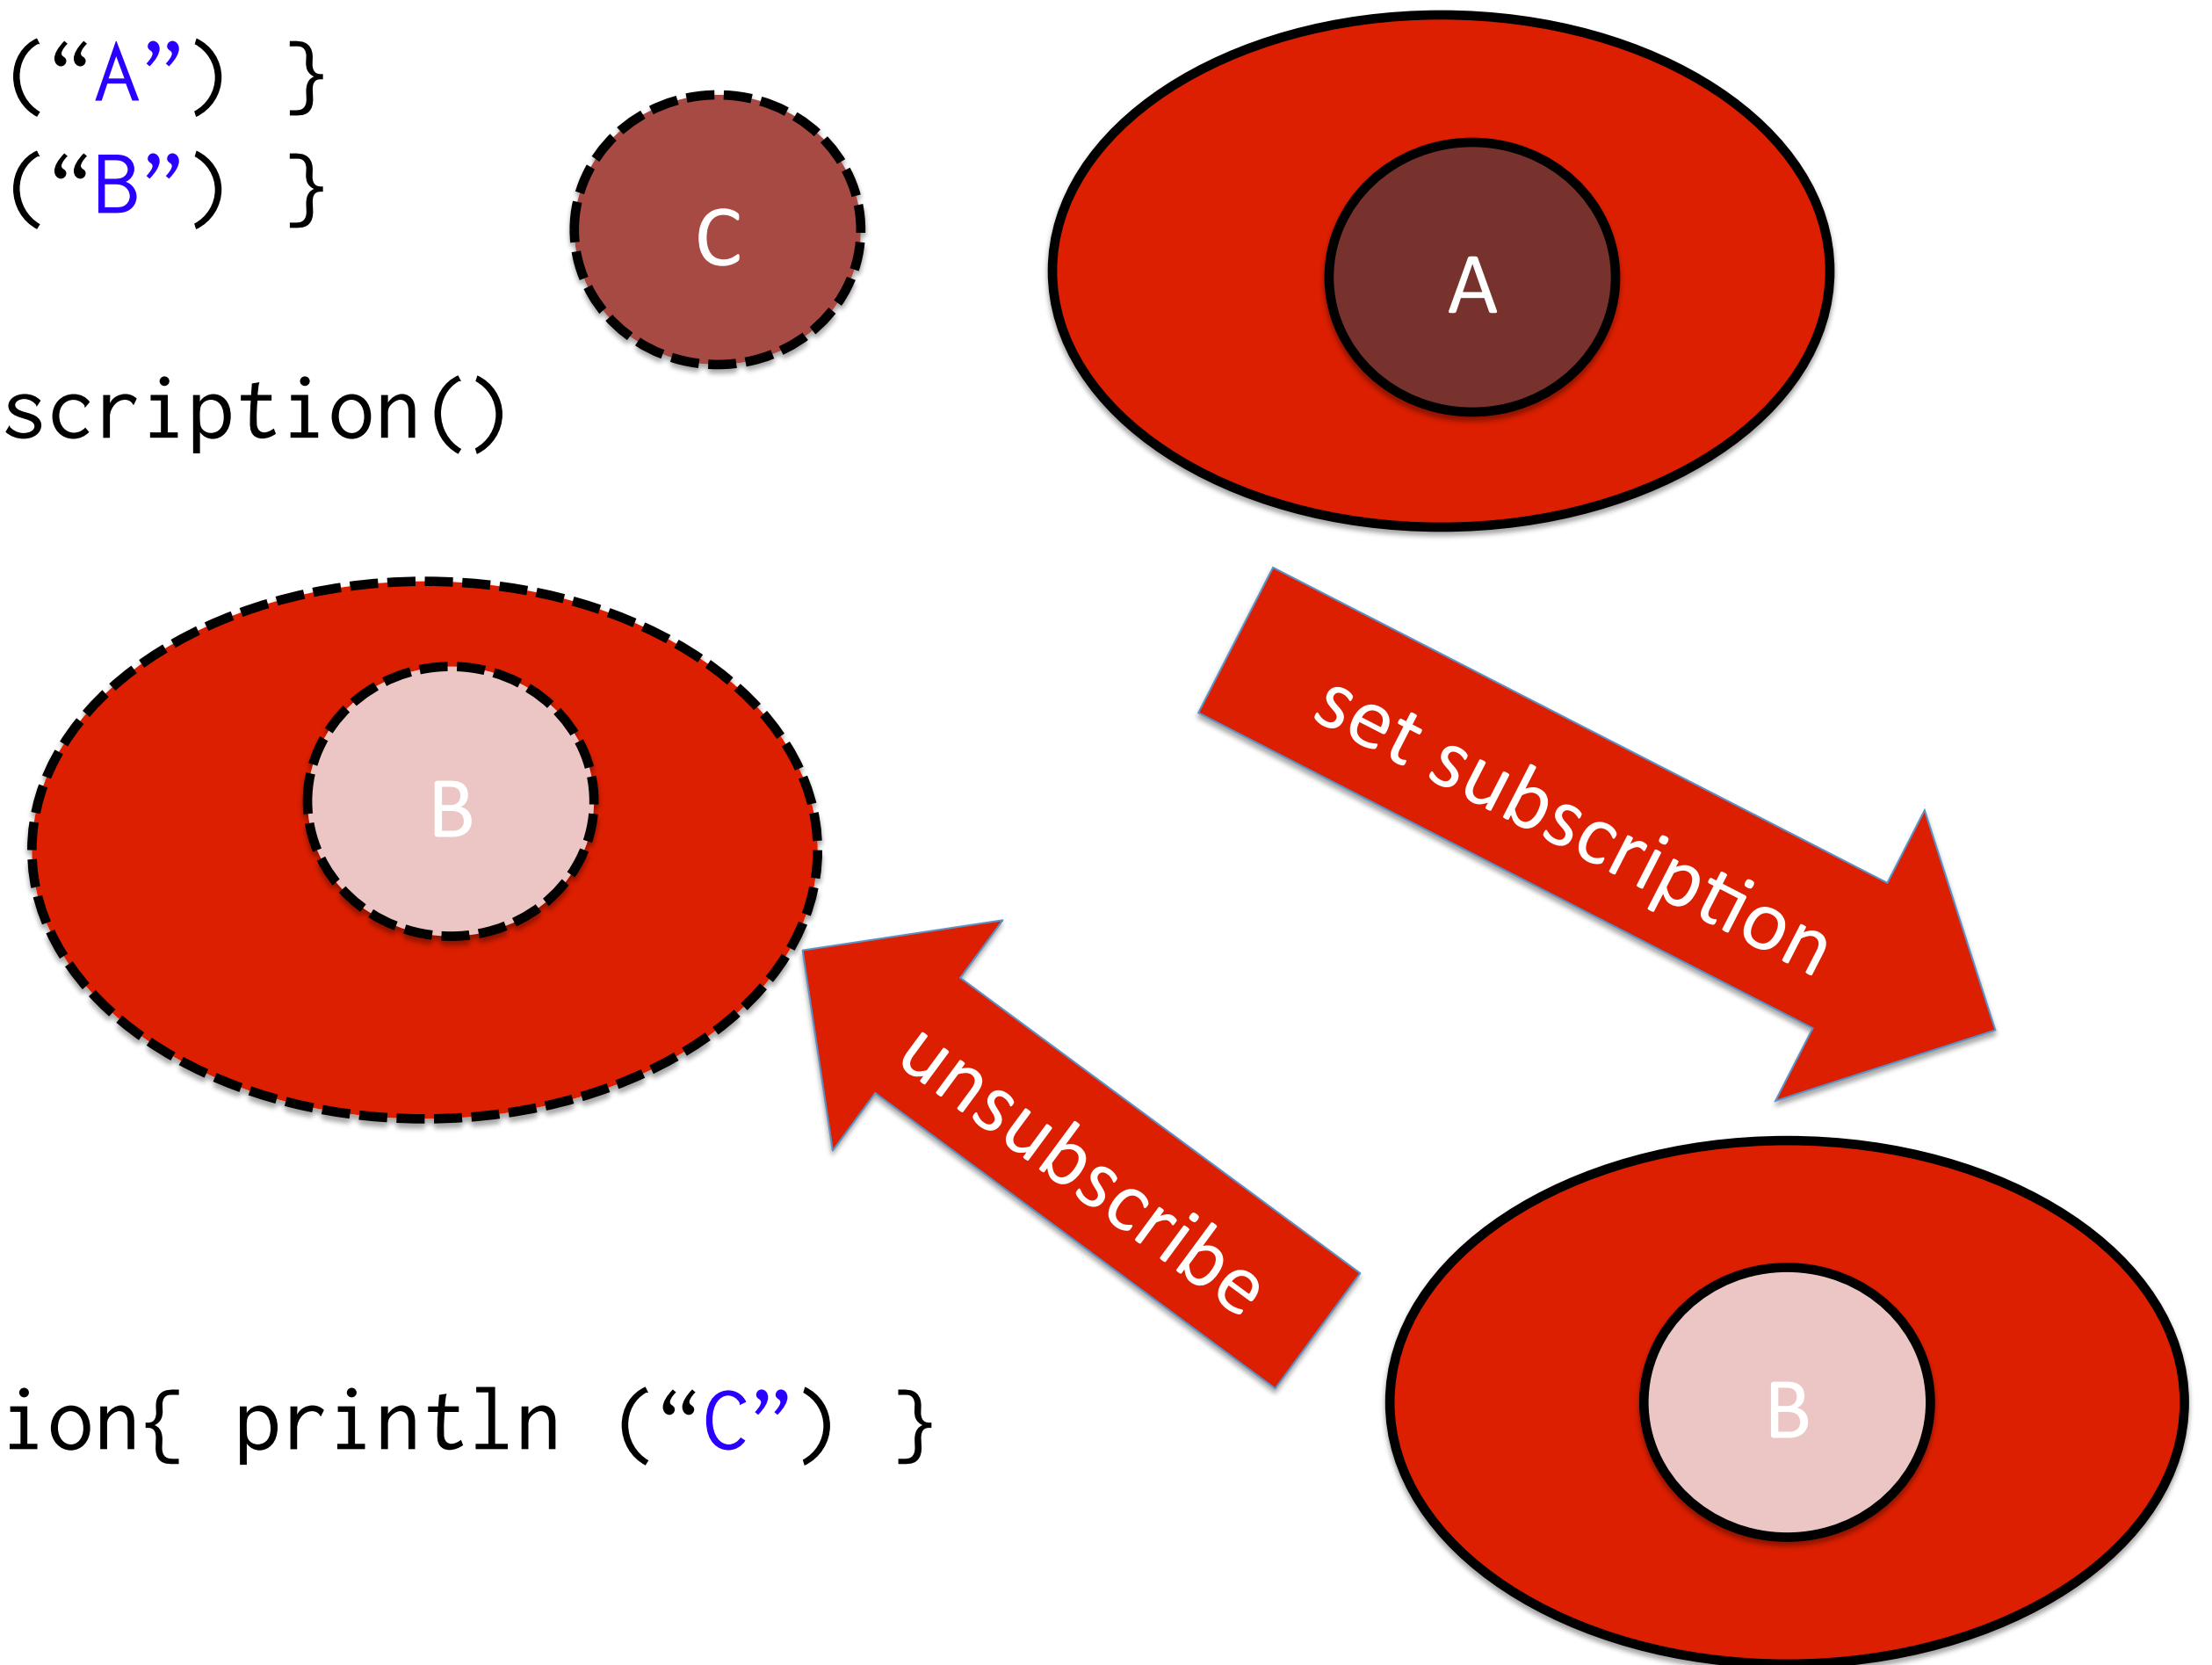 (“A”) }
(“B”) }
C
A
scription()
set subscription
B
unsubscribe
B
ion{ println (“C”) }